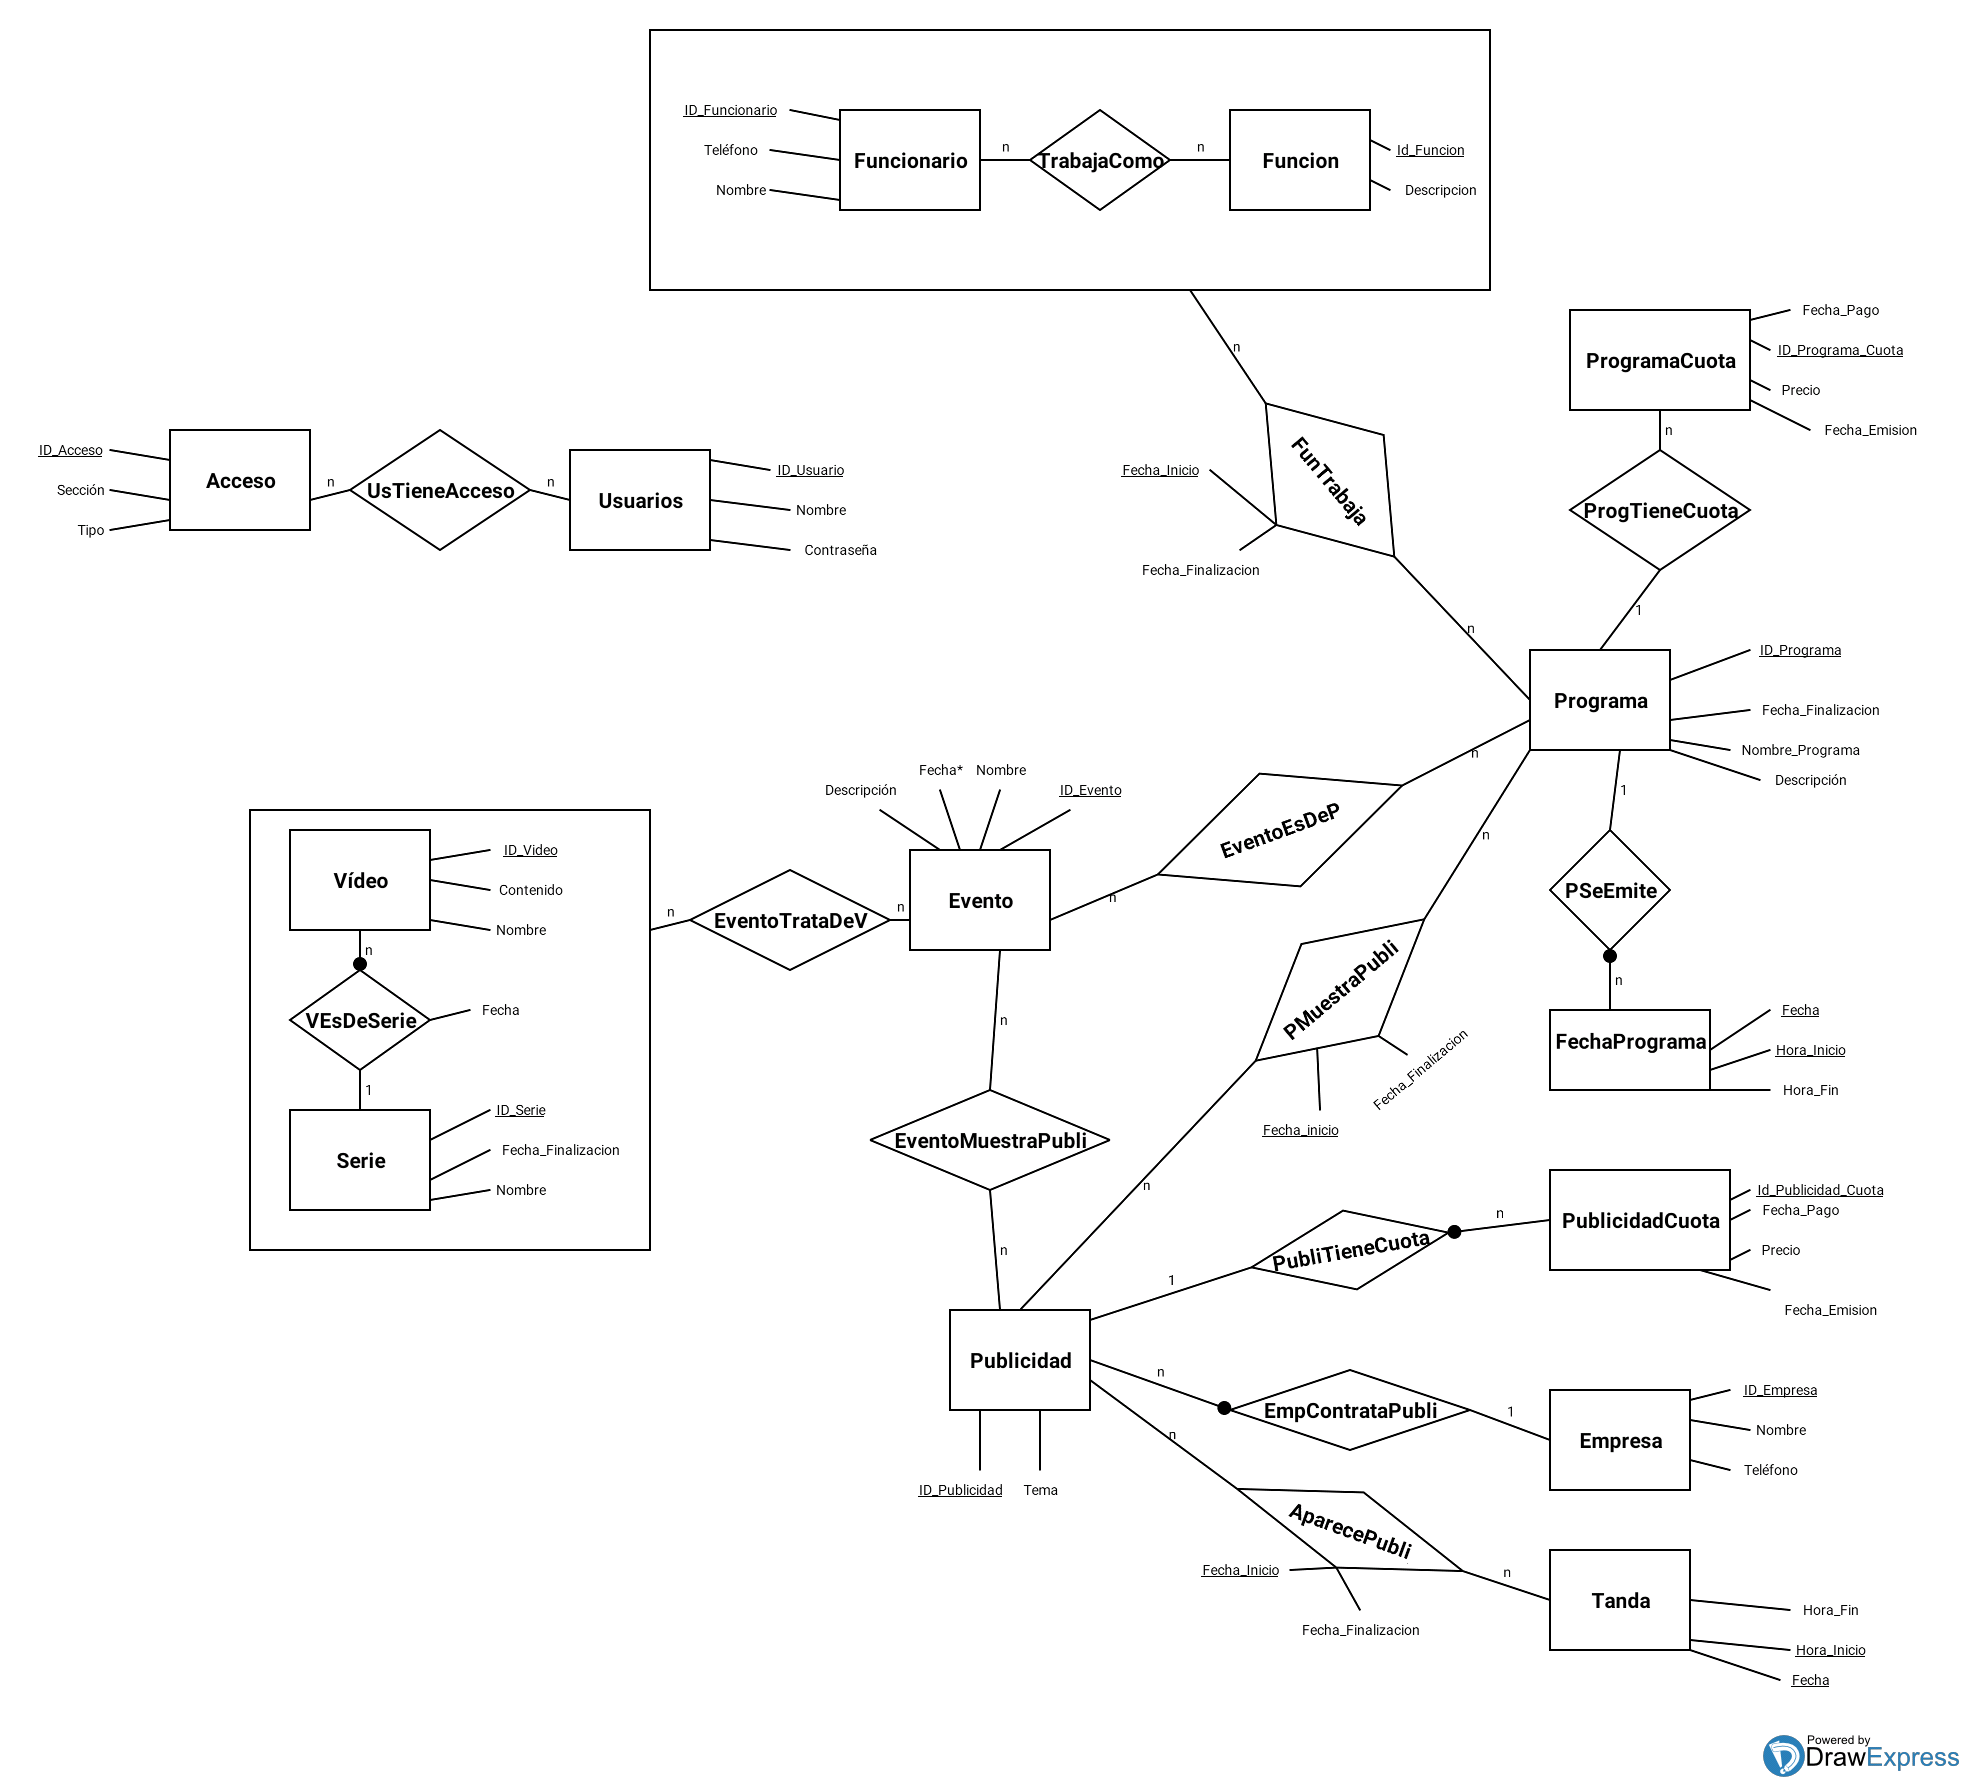 ID_Funcionario
Teléfono
Nombre
Funcionario
n
TrabajaComo
n
Funcion
Id_Funcion
Descripcion
n
FunTrabaja
Fecha_Inicio
Fecha_Finalizacion
n
ProgramaCuota
Fecha_Pago
ID_Programa_Cuota
Precio
Fecha_Emision
n
ProgTieneCuota
1
ID_Acceso
Sección
Tipo
Acceso
n
UsTieneAcceso
n
Usuarios
ID_Usuario
Nombre
Contraseña
Programa
ID_Programa
Fecha_Finalizacion
Nombre_Programa
Descripción
1
PSeEmite
n
FechaPrograma
Fecha
Hora_Inicio
Hora_Fin
Vídeo
ID_Video
Contenido
Nombre
n
VEsDeSerie
Fecha
1
Serie
ID_Serie
Fecha_Finalizacion
Nombre
n
EventoTrataDeV
n
Descripción
Fecha*
Nombre
ID_Evento
Evento
n
EventoEsDeP
n
n
PMuestraPubli
Fecha_inicio
Fecha_Finalizacion
n
n
EventoMuestraPubli
n
Publicidad
ID_Publicidad
Tema
1
PubliTieneCuota
n
PublicidadCuota
Id_Publicidad_Cuota
Fecha_Pago
Precio
Fecha_Emision
n
EmpContrataPubli
1
Empresa
ID_Empresa
Nombre
Teléfono
n
AparecePubli
Fecha_Inicio
Fecha_Finalizacion
n
Tanda
Hora_Fin
Hora_Inicio
Fecha
Powered by
DrawExpress